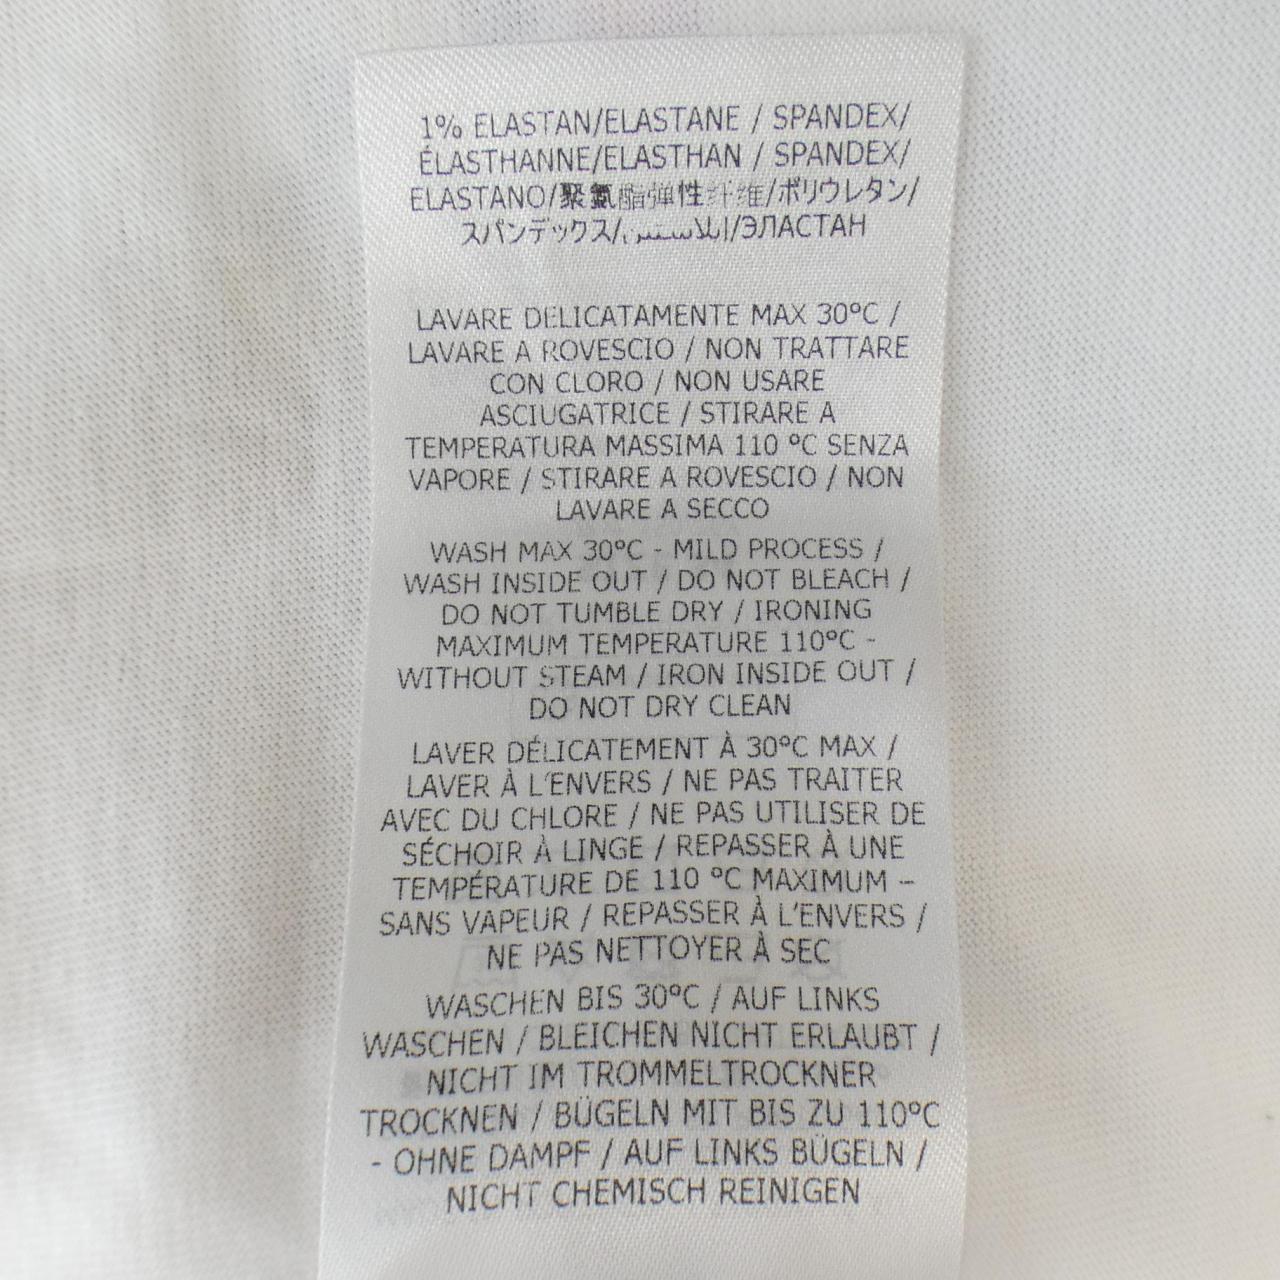 1% ELASTAN/ELASTANE / SPANDEX/
ÉLASTHANNE/ELASTHAN / SPANDEX/
ELASTANO/聚氨酯弹性纤维/ポリウレタン/
スパンデックス/إيلاستين/ЭЛАСТАН
LAVARE DELICATAMENTE MAX 30°C /
LAVARE A ROVESCIO / NON TRATTARE
CON CLORO / NON USARE
ASCIUGATRICE / STIRARE A
TEMPERATURA MASSIMA 110 °C SENZA
VAPORE / STIRARE A ROVESCIO / NON
LAVARE A SECCO
WASH MAX 30°C - MILD PROCESS /
WASH INSIDE OUT / DO NOT BLEACH /
DO NOT TUMBLE DRY / IRONING
MAXIMUM TEMPERATURE 110°C -
WITHOUT STEAM / IRON INSIDE OUT /
DO NOT DRY CLEAN
LAVER DÉLICATEMENT À 30°C MAX /
LAVER À L'ENVERS / NE PAS TRAITER
AVEC DU CHLORE / NE PAS UTILISER DE
SÉCHOIR À LINGE / REPASSER À UNE
TEMPÉRATURE DE 110 °C MAXIMUM –
SANS VAPEUR / REPASSER À L'ENVERS /
NE PAS NETTOYER À SEC
WASCHEN BIS 30°C / AUF LINKS
WASCHEN / BLEICHEN NICHT ERLAUBT /
NICHT IM TROMMELTROCKNER
TROCKNEN / BÜGELN MIT BIS ZU 110°C
- OHNE DAMPF / AUF LINKS BÜGELN /
NICHT CHEMISCH REINIGEN